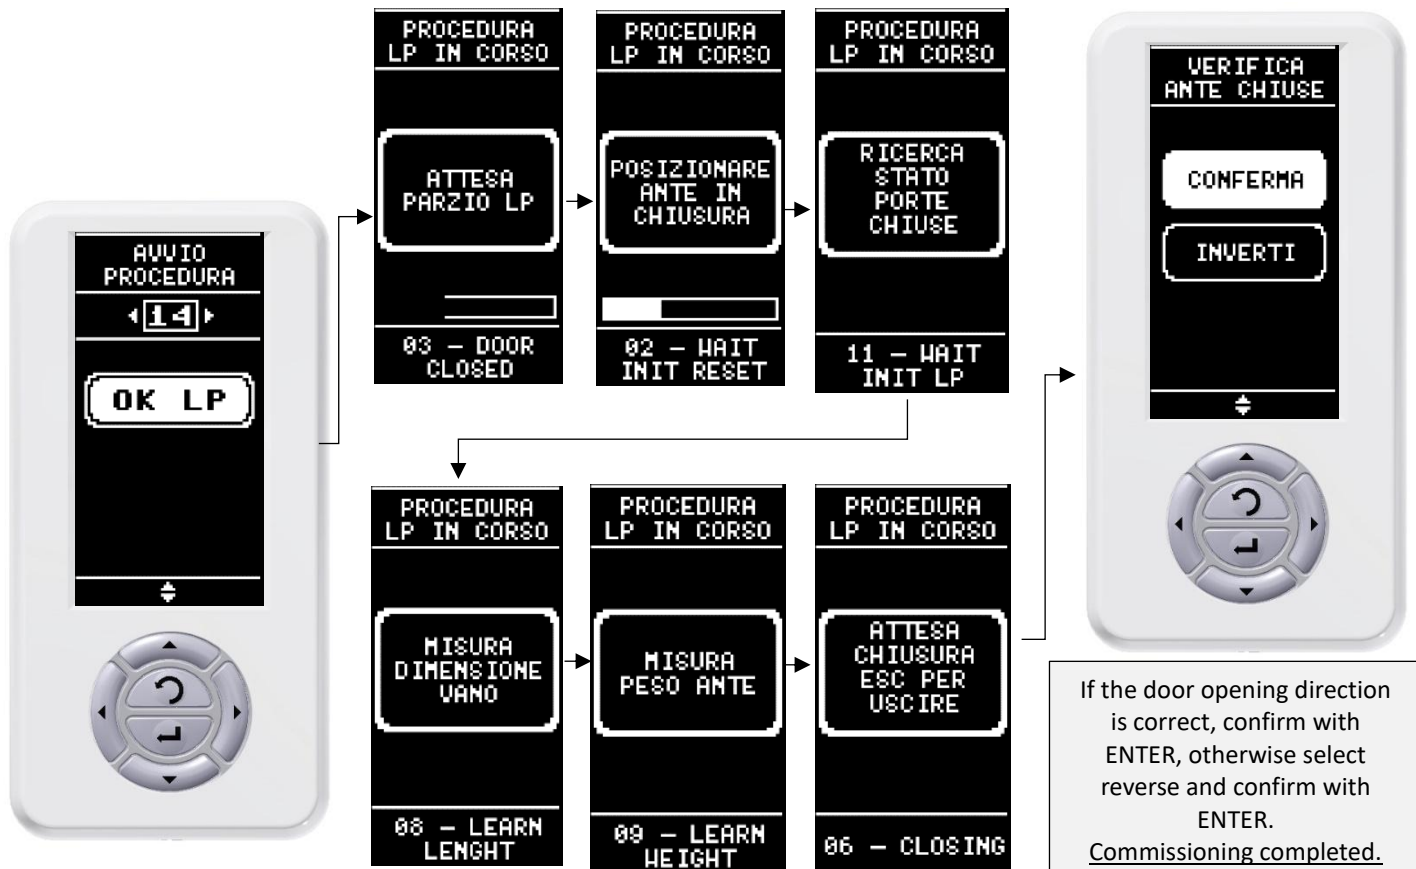 AVVIO
PROCEDURA
14
OK LP
PROCEDURA
LP IN CORSO
ATTESA
PARZIO LP
03 - DOOR
CLOSED
PROCEDURA
LP IN CORSO
POSIZIONARE
ANTE IN
CHIUSURA
02 - WAIT
INIT RESET
PROCEDURA
LP IN CORSO
RICERCA
STATO
PORTE
CHIUSE
11 - WAIT
INIT LP
PROCEDURA
LP IN CORSO
MISURA
DIMENSIONE
VANO
08 - LEARN
LENGHT
PROCEDURA
LP IN CORSO
MISURA
PESO ANTE
09 - LEARN
WEIGHT
PROCEDURA
LP IN CORSO
ATTESA
CHIUSURA
ESC PER
USCIRE
06 - CLOSING
VERIFICA
ANTE CHIUSE
CONFERMA
INVERTI
If the door opening direction
is correct, confirm with
ENTER, otherwise select
reverse and confirm with
ENTER.
Commissioning completed.